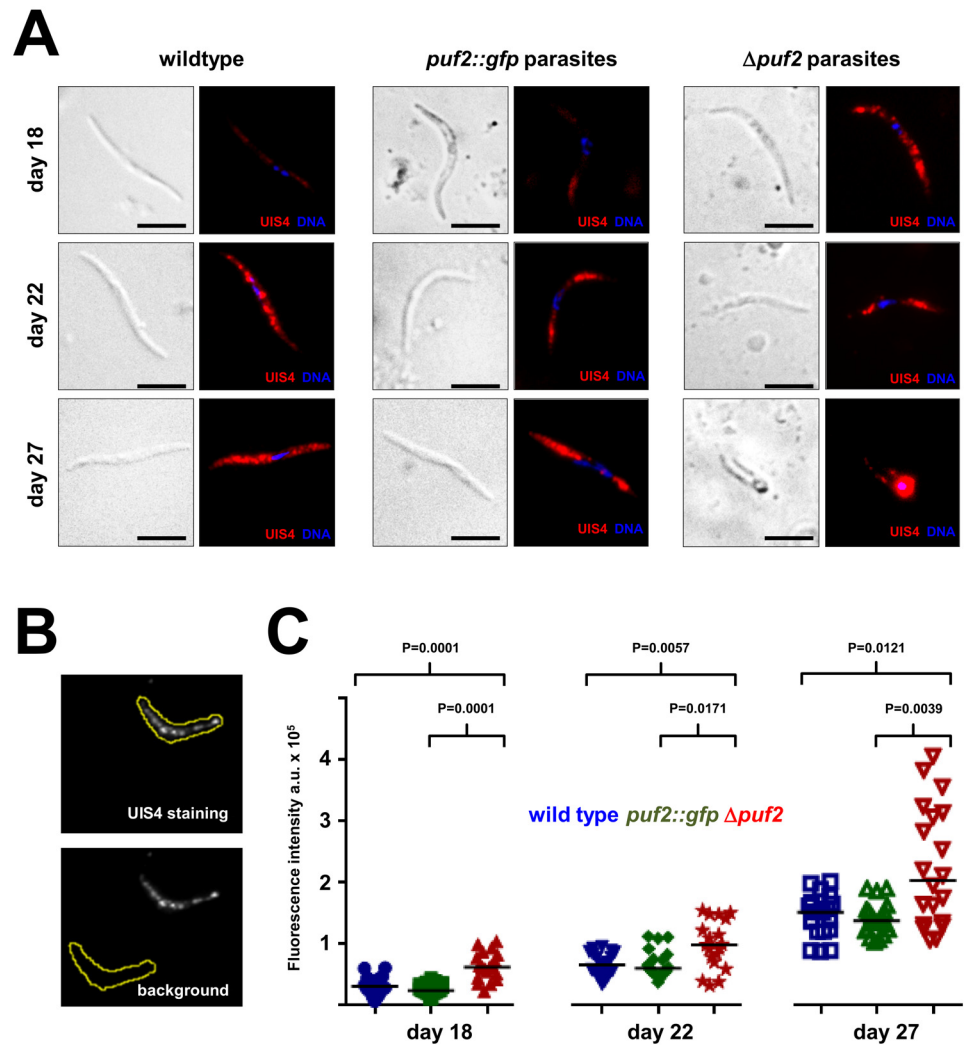 A
wildtype
puf2::gfp parasites
Δpuf2 parasites
day 18
UIS4 DNA
UIS4 DNA
UIS4 DNA
day 22
UIS4 DNA
UIS4 DNA
UIS4 DNA
day 27
UIS4 DNA
UIS4 DNA
UIS4 DNA
B
UIS4 staining
background
C
P=0.0001
P=0.0057
P=0.0121
P=0.0001
P=0.0171
P=0.0039
Fluorescence intensity a.u. x 10⁵
4
3
2
1
wild type puf2::gfp Δpuf2
day 18
day 22
day 27